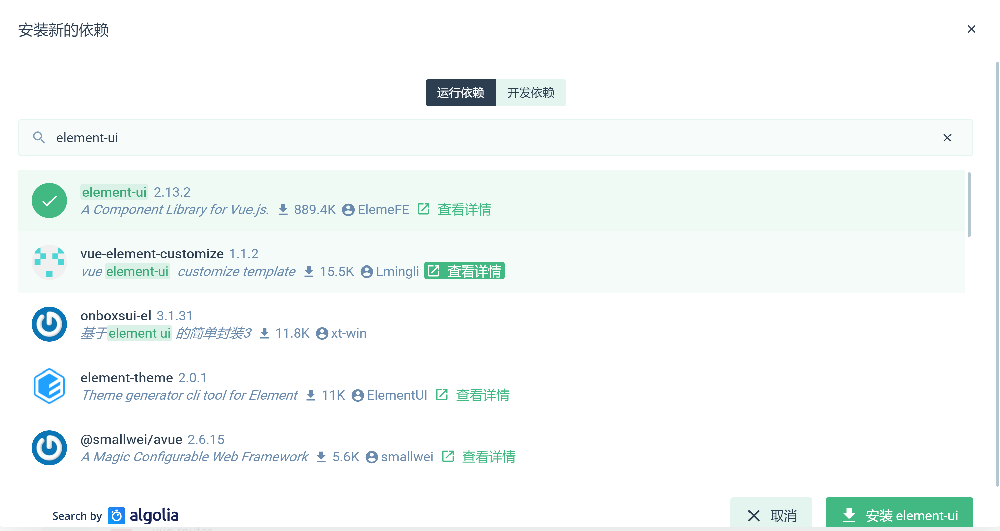 安装新的依赖
运行依赖 开发依赖
element-ui
element-ui 2.13.2
A Component Library for Vue.js. 889.4K ElemeFE 查看详情
vue-element-customize 1.1.2
vue element-ui customize template 15.5K Lmingli 查看详情
onboxsui-el 3.1.31
基于element ui 的简单封装3 11.8K xt-win
element-theme 2.0.1
Theme generator cli tool for Element 11K ElementUI 查看详情
@smallwei/avue 2.6.15
A Magic Configurable Web Framework 5.6K smallwei 查看详情
Search by algolia 取消 安装 element-ui
vue-router